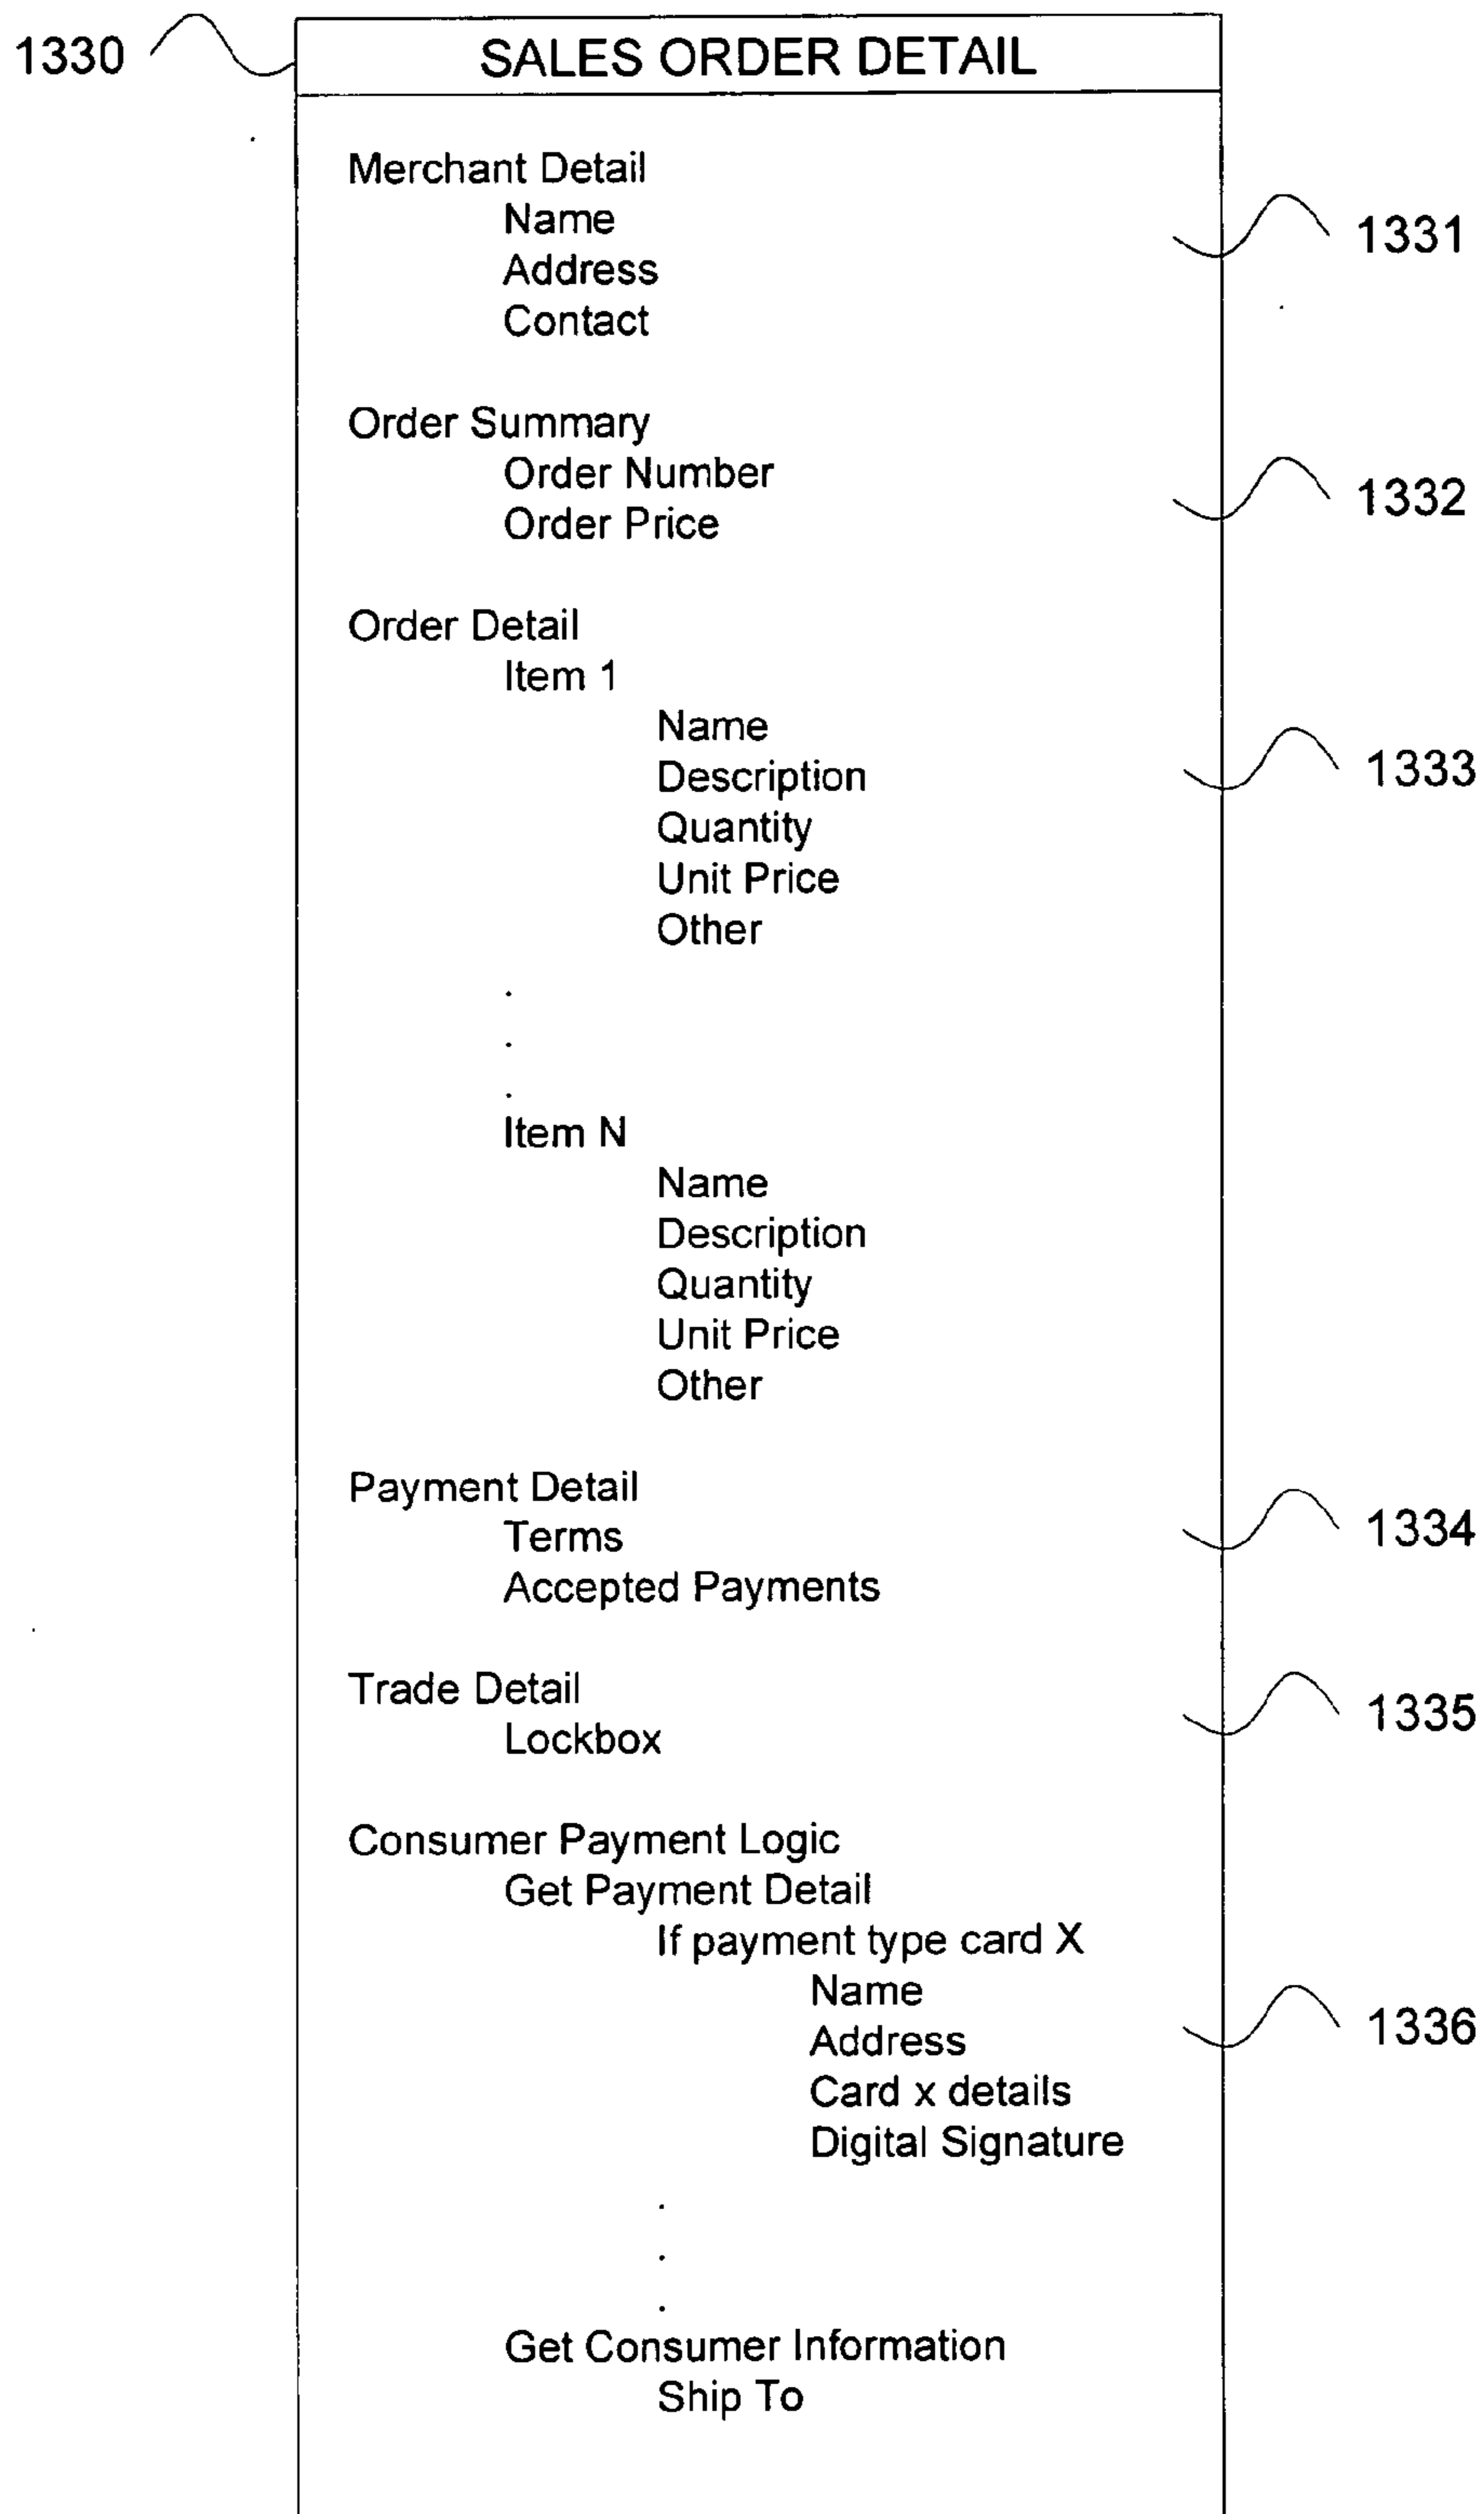 1330
SALES ORDER DETAIL
Merchant Detail
Name
1331
Address
Contact
Order Summary
Order Number
1332
Order Price
Order Detail
Item 1
Name
Description
1333
Quantity
Unit Price
Other
.
.
.
Item N
Name
Description
Quantity
Unit Price
Other
Payment Detail
Terms
1334
Accepted Payments
Trade Detail
1335
Lockbox
Consumer Payment Logic
Get Payment Detail
If payment type card X
Name
Address
1336
Card x details
Digital Signature
.
.
.
Get Consumer Information
Ship To